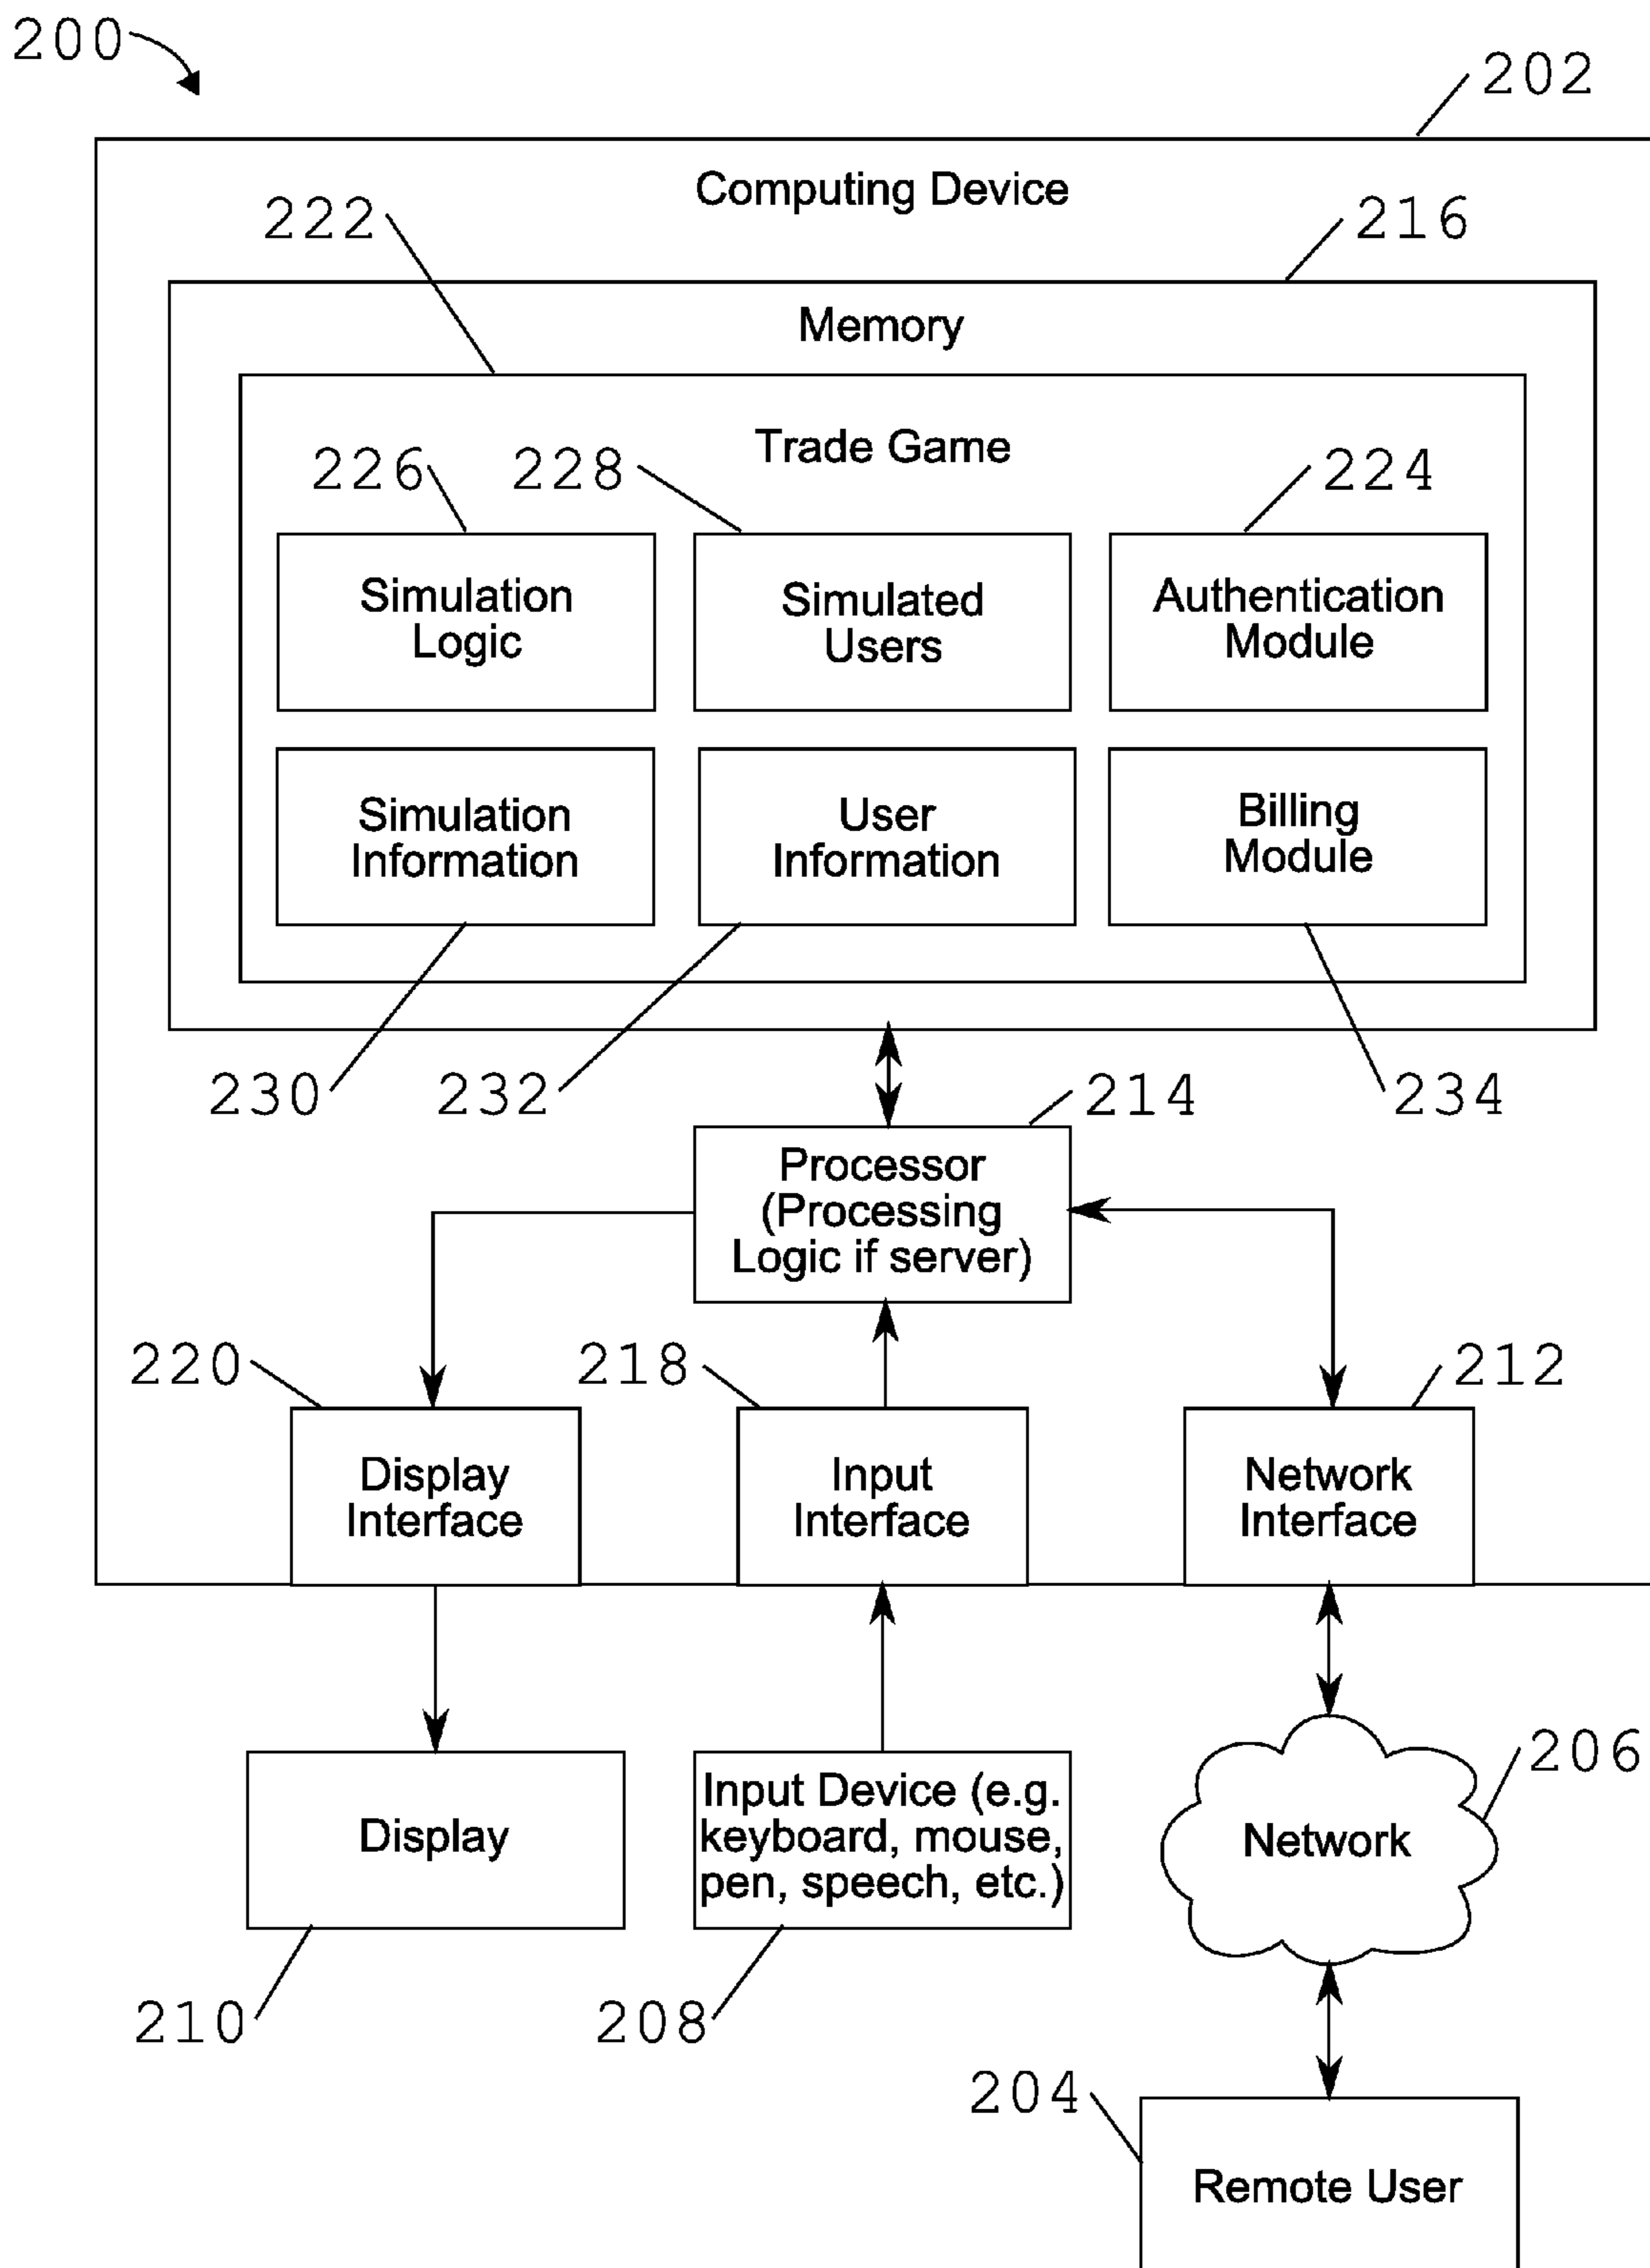 200
202
Computing Device
222
216
Memory
Trade Game
226
228
224
Simulation
Logic
Simulated
Users
Authentication
Module
Simulation
Information
User
Information
Billing
Module
230
232
214
234
Processor
(Processing
Logic if server)
220
218
212
Display
Interface
Input
Interface
Network
Interface
206
Display
Input Device (e.g.
keyboard, mouse,
pen, speech, etc.)
Network
210
208
204
Remote User